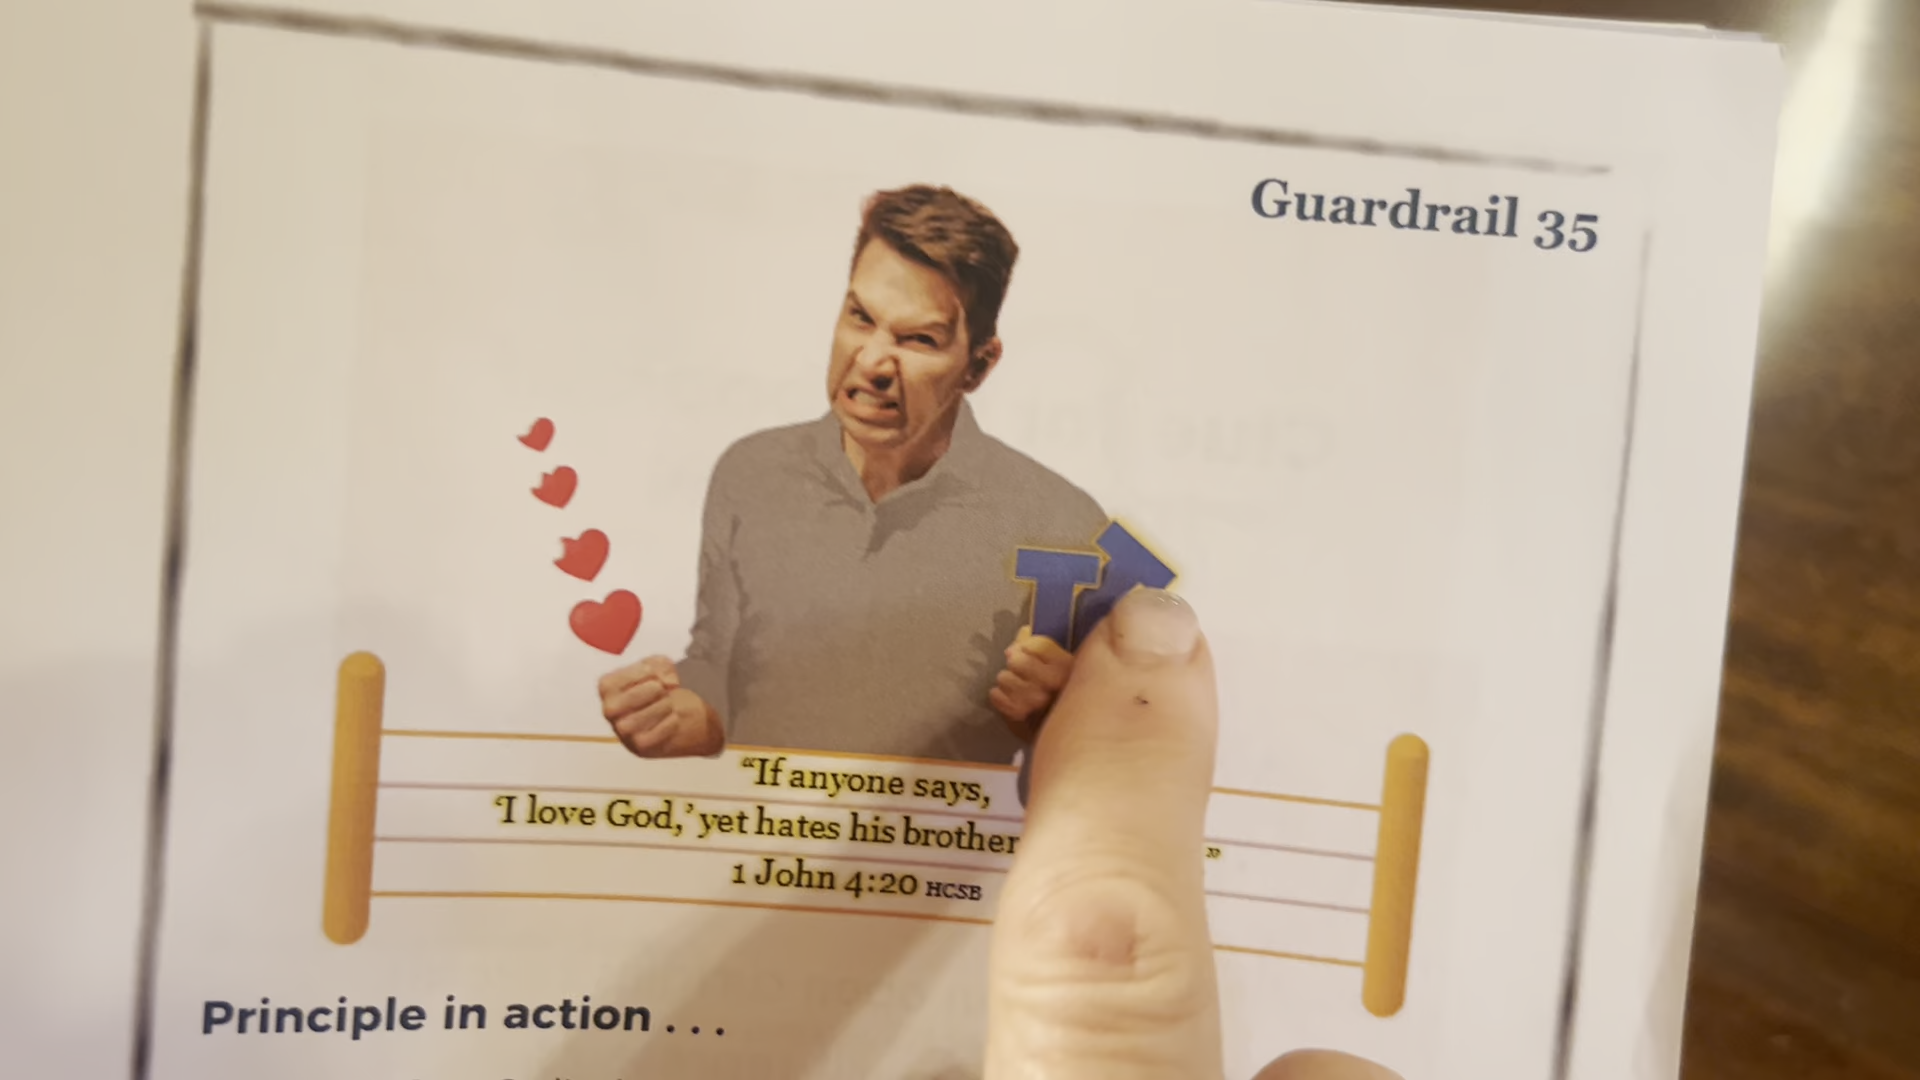 Guardrail 35
T
“If anyone says,
‘I love God,’ yet hates his brother ”
1 John 4:20 HCSB
Principle in action . . .